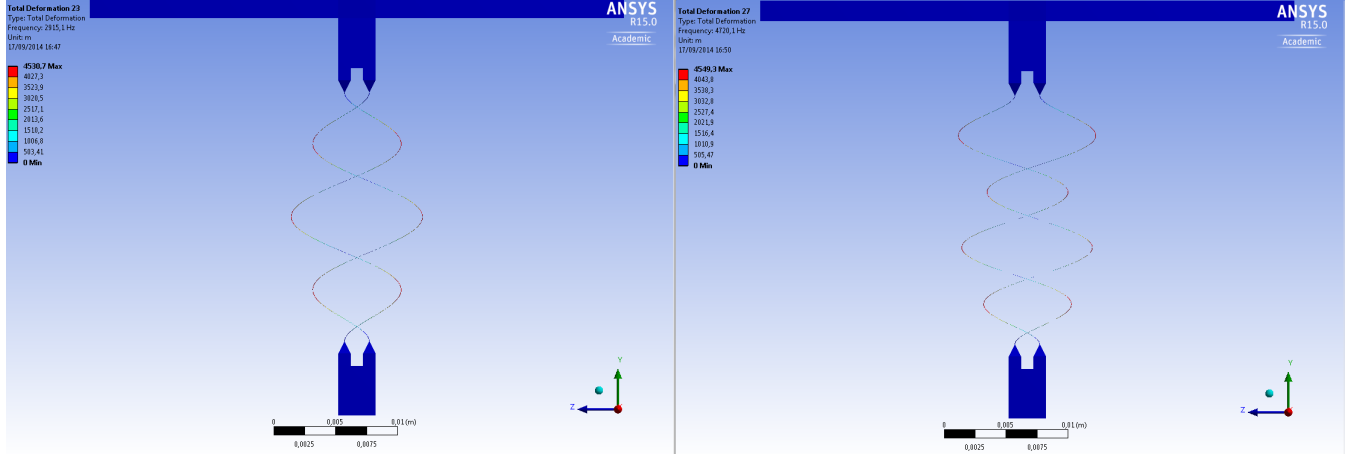 Total Deformation 23
Type: Total Deformation
Frequency: 2915,1 Hz
Unit: m
17/09/2014 16:47
4530,7 Max
4027,3
3523,9
3020,5
2517,1
2013,6
1510,2
1006,8
503,41
0 Min
ANSYS
R15.0
Academic
Y
Z
0
0,005
0,01 (m)
0,0025
0,0075
Total Deformation 27
Type: Total Deformation
Frequency: 4720,1 Hz
Unit: m
17/09/2014 16:50
4549,3 Max
4043,8
3538,3
3032,8
2527,4
2021,9
1516,4
1010,9
505,47
0 Min
ANSYS
R15.0
Academic
Y
Z
0
0,005
0,01 (m)
0,0025
0,0075